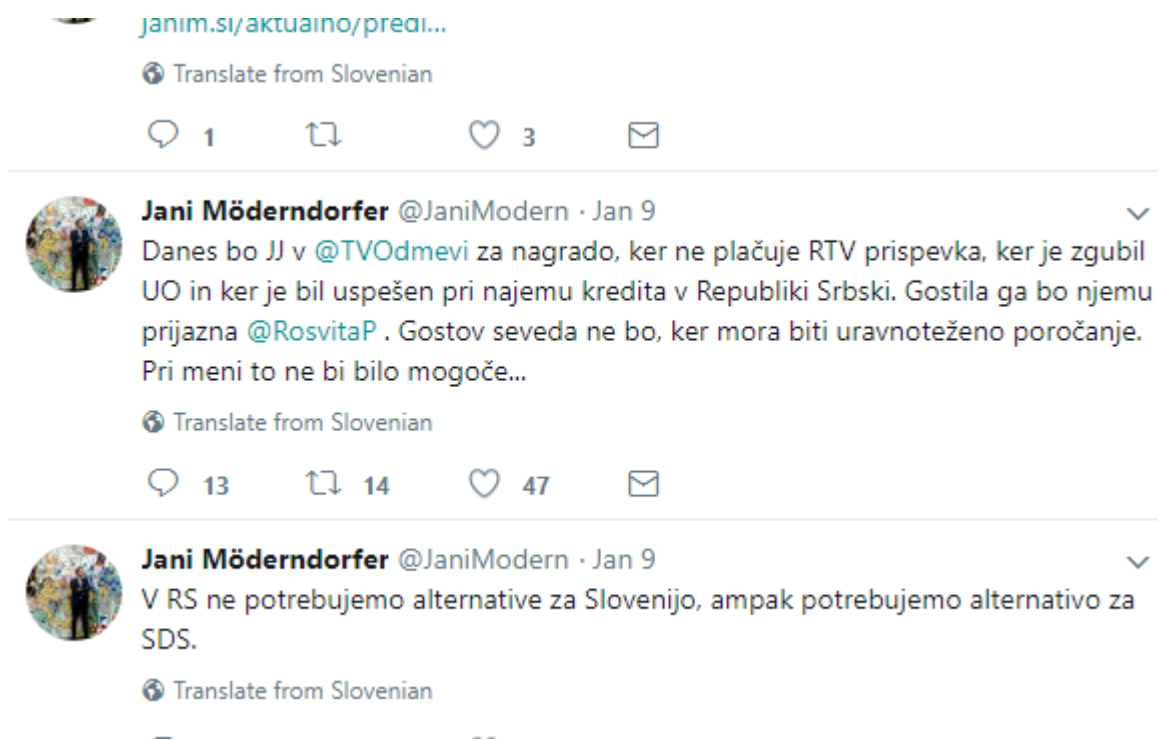 janim.si/aktualno/predl...
Translate from Slovenian
1 3
Jani Möderndorfer @JaniModern · Jan 9
Danes bo JJ v @TVOdmevi za nagrado, ker ne plačuje RTV prispevka, ker je zgubil
UO in ker je bil uspešen pri najemu kredita v Republiki Srbski. Gostila ga bo njemu
prijazna @RosvitaP . Gostov seveda ne bo, ker mora biti uravnoteženo poročanje.
Pri meni to ne bi bilo mogoče...
Translate from Slovenian
13 14 47
Jani Möderndorfer @JaniModern · Jan 9
V RS ne potrebujemo alternative za Slovenijo, ampak potrebujemo alternativo za
SDS.
Translate from Slovenian